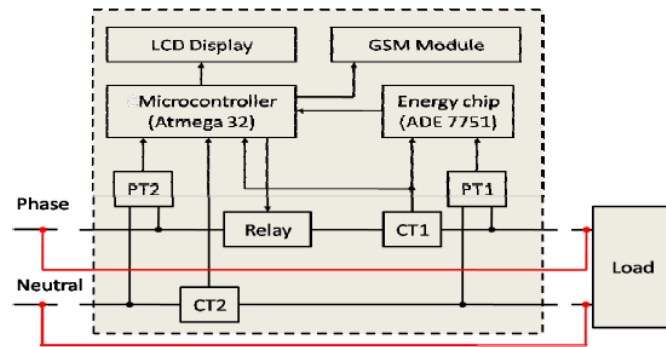 LCD Display
GSM Module
Microcontroller
(Atmega 32)
Energy chip
(ADE 7751)
PT2
PT1
Phase
Relay
CT1
Load
Neutral
CT2